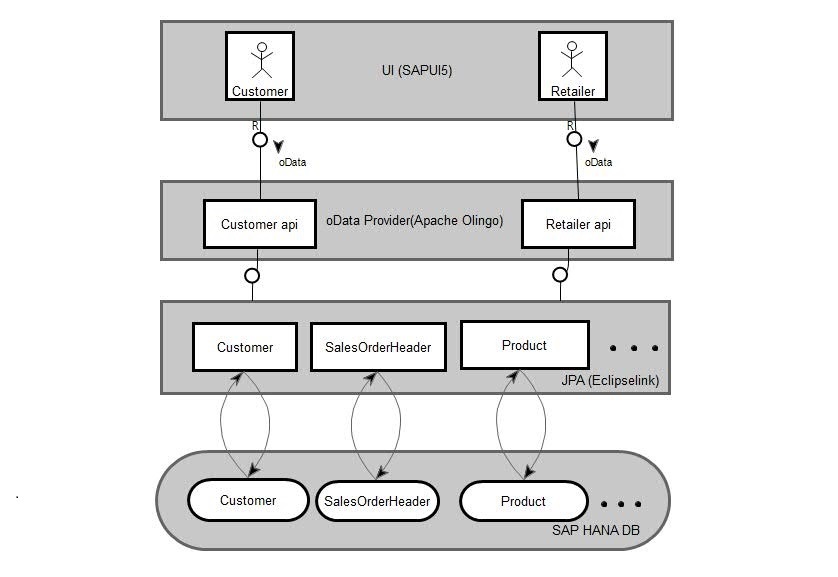 UI (SAPUI5)
Customer
Retailer
R
R
oData
oData
Customer api
oData Provider(Apache Olingo)
Retailer api
Customer
SalesOrderHeader
Product
JPA (Eclipselink)
Customer
SalesOrderHeader
Product
SAP HANA DB